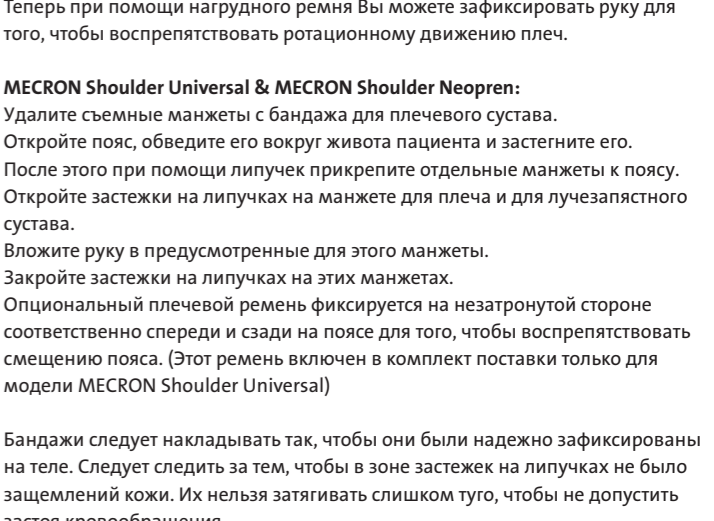 Теперь при помощи нагрудного ремня Вы можете зафиксировать руку для
того, чтобы воспрепятствовать ротационному движению плеч.
MECRON Shoulder Universal & MECRON Shoulder Neopren:
Удалите съемные манжеты с бандажа для плечевого сустава.
Откройте пояс, обведите его вокруг живота пациента и застегните его.
После этого при помощи липучек прикрепите отдельные манжеты к поясу.
Откройте застежки на липучках на манжете для плеча и для лучезапястного
сустава.
Вложите руку в предусмотренные для этого манжеты.
Закройте застежки на липучках на этих манжетах.
Опциональный плечевой ремень фиксируется на незатронутой стороне
соответственно спереди и сзади на поясе для того, чтобы воспрепятствовать
смещению пояса. (Этот ремень включен в комплект поставки только для
модели MECRON Shoulder Universal)
Бандажи следует накладывать так, чтобы они были надежно зафиксированы
на теле. Следует следить за тем, чтобы в зоне застежек на липучках не было
защемлений кожи. Их нельзя затягивать слишком туго, чтобы не допустить
застоя кровообращения